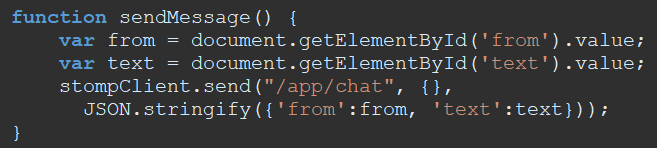 function sendMessage() {
    var from = document.getElementById('from').value;
    var text = document.getElementById('text').value;
    stompClient.send("/app/chat", {},
      JSON.stringify({'from':from, 'text':text}));
}